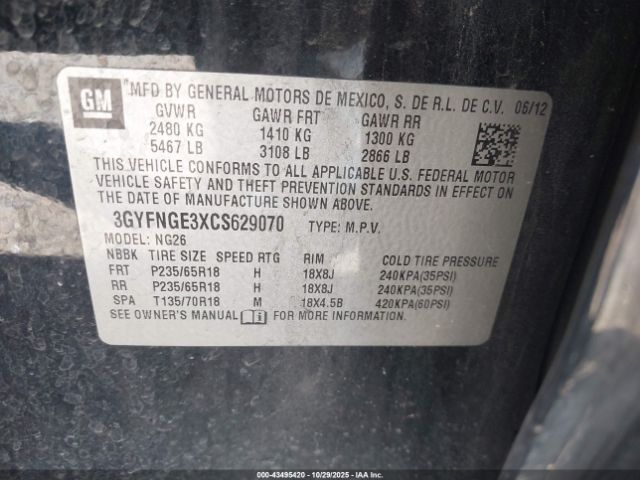 GM
MFD BY GENERAL MOTORS DE MEXICO, S. DE R.L. DE C.V. 06/12
GVWR GAWR FRT GAWR RR
2480 KG 1410 KG 1300 KG
5467 LB 3108 LB 2866 LB
THIS VEHICLE CONFORMS TO ALL APPLICABLE U.S. FEDERAL MOTOR
VEHICLE SAFETY AND THEFT PREVENTION STANDARDS IN EFFECT ON
THE DATE OF MANUFACTURE SHOWN ABOVE.
3GYFNGE3XCS629070 TYPE: M.P.V.
MODEL: NG26
NBBK TIRE SIZE SPEED RTG RIM COLD TIRE PRESSURE
FRT P235/65R18 H 18X8J 240KPA(35PSI)
RR P235/65R18 H 18X8J 240KPA(35PSI)
SPA T135/70R18 M 18X4.5B 420KPA(60PSI)
SEE OWNER'S MANUAL i FOR MORE INFORMATION.
00-43495420 10/29/2025 Copart IAA